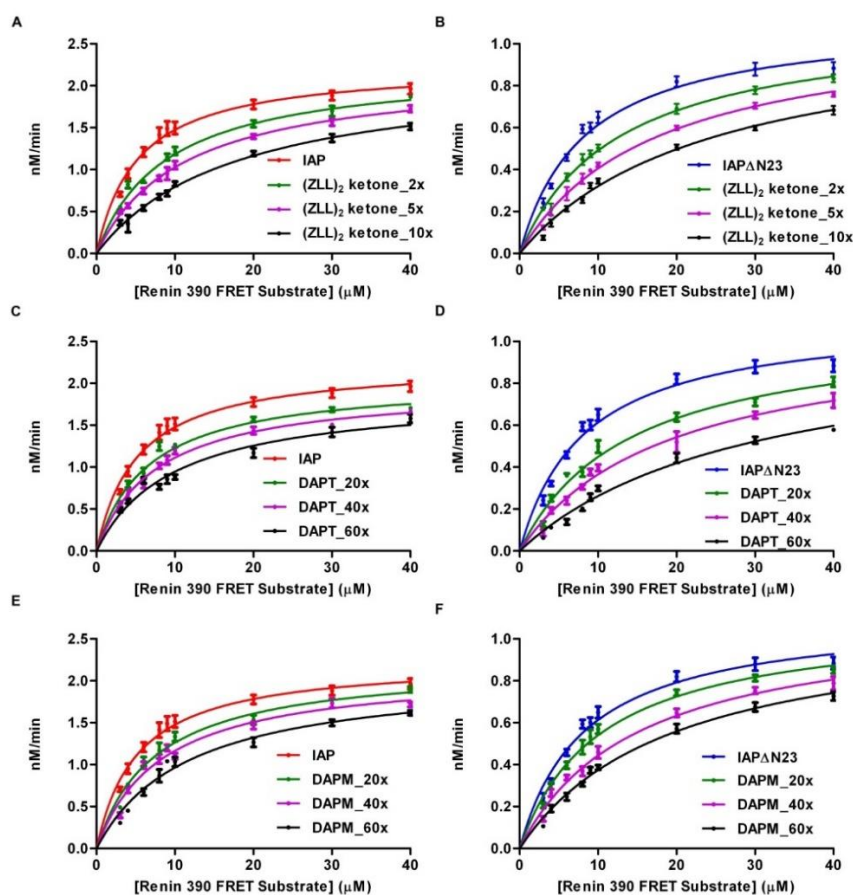 A
B
2.5
2.0
1.5
1.0
0.5
0.0
nM/min
0
10
20
30
40
[Renin 390 FRET Substrate] (μM)
IAP
(ZLL)₂ ketone_2x
(ZLL)₂ ketone_5x
(ZLL)₂ ketone_10x
1.0
0.8
0.6
0.4
0.2
0.0
nM/min
0
10
20
30
40
[Renin 390 FRET Substrate] (μM)
IAPΔN23
(ZLL)₂ ketone_2x
(ZLL)₂ ketone_5x
(ZLL)₂ ketone_10x
C
D
2.5
2.0
1.5
1.0
0.5
0.0
nM/min
0
10
20
30
40
[Renin 390 FRET Substrate] (μM)
IAP
DAPT_20x
DAPT_40x
DAPT_60x
1.0
0.8
0.6
0.4
0.2
0.0
nM/min
0
10
20
30
40
[Renin 390 FRET Substrate] (μM)
IAPΔN23
DAPT_20x
DAPT_40x
DAPT_60x
E
F
2.5
2.0
1.5
1.0
0.5
0.0
nM/min
0
10
20
30
40
[Renin 390 FRET Substrate] (μM)
IAP
DAPM_20x
DAPM_40x
DAPM_60x
1.0
0.8
0.6
0.4
0.2
0.0
nM/min
0
10
20
30
40
[Renin 390 FRET Substrate] (μM)
IAPΔN23
DAPM_20x
DAPM_40x
DAPM_60x